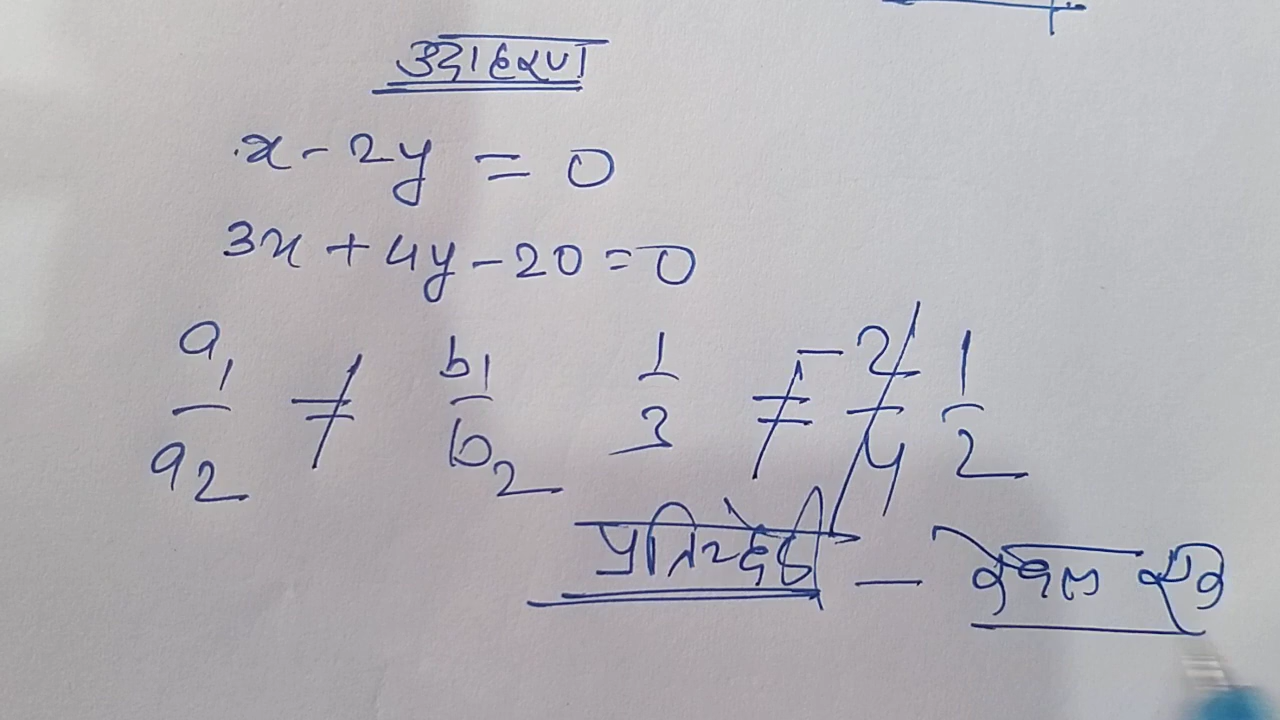 उदाहरण
x - 2y = 0
3x + 4y - 20 = 0
a₁/a₂ ≠ b₁/b₂ 1/3 ≠ -2/4 1/2
प्रतिच्छेदी - केवल एक